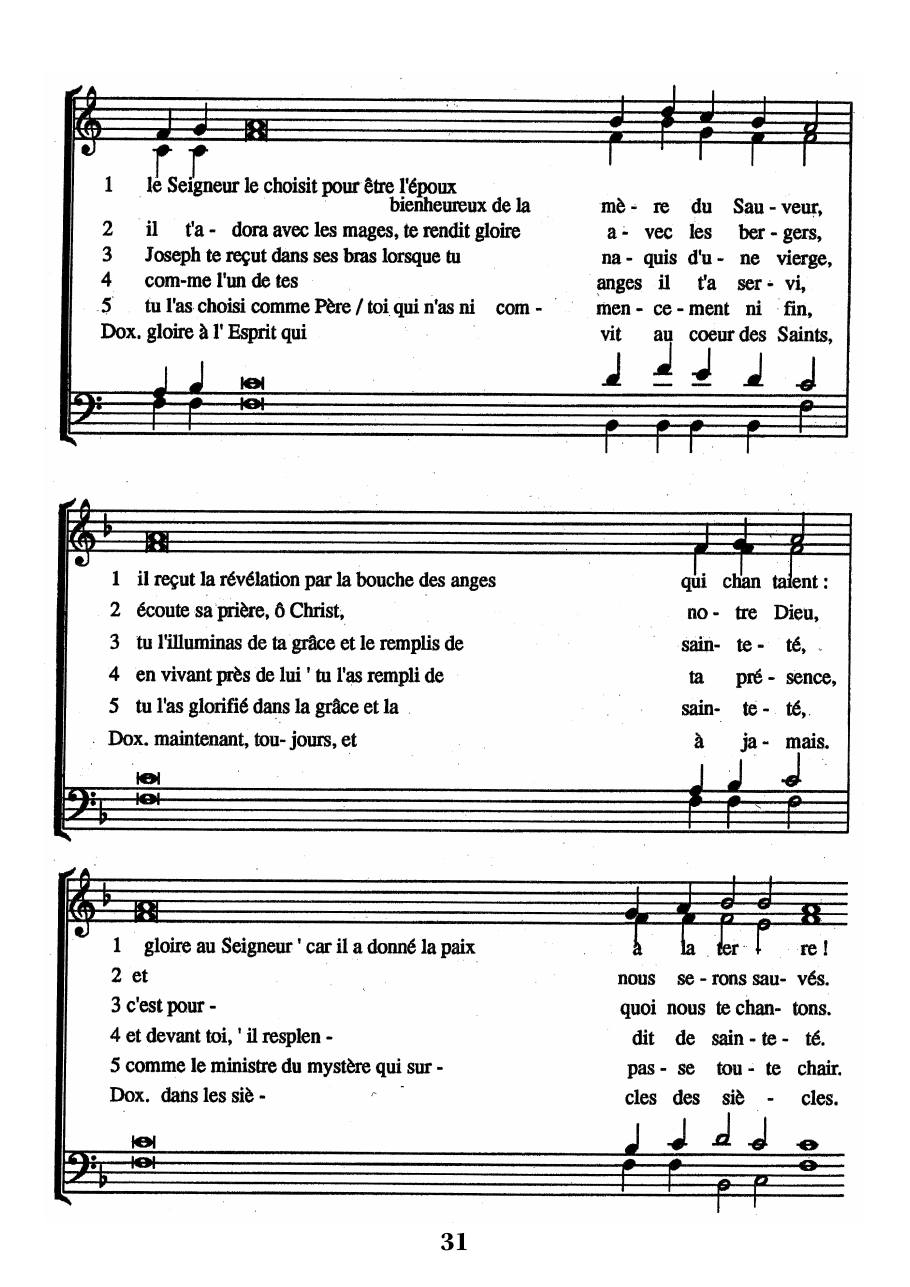 1 le Seigneur le choisit pour être l'époux
bienheureux de la mè - re du Sau - veur,
2 il t'a - dora avec les mages, te rendit gloire a - vec les ber - gers,
3 Joseph te reçut dans ses bras lorsque tu na - quis d'u - ne vierge,
4 com-me l'un de tes anges il t'a ser - vi,
5 tu l'as choisi comme Père / toi qui n'as ni com - men - ce - ment ni fin,
Dox. gloire à l' Esprit qui vit au coeur des Saints,
1 il reçut la révélation par la bouche des anges qui chan taient :
2 écoute sa prière, ô Christ, no - tre Dieu,
3 tu l'illuminas de ta grâce et le remplis de sain- te - té,
4 en vivant près de lui ' tu l'as rempli de ta pré - sence,
5 tu l'as glorifié dans la grâce et la sain- te - té,
Dox. maintenant, tou- jours, et à ja - mais.
1 gloire au Seigneur ' car il a donné la paix à la ter - re !
2 et nous se - rons sau- vés.
3 c'est pour - quoi nous te chan- tons.
4 et devant toi, ' il resplen - dit de sain - te - té.
5 comme le ministre du mystère qui sur - pas - se tou - te chair.
Dox. dans les siè - cles des siè - cles.
31